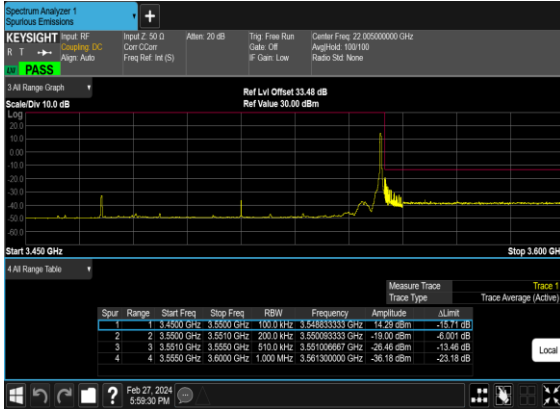 Spectrum Analyzer 1
Spurious Emissions
+
KEYSIGHT Input: RF Input Z: 50 Ω Atten: 20 dB Trig: Free Run Center Freq: 22.005000000 GHz
R T Coupling: DC Corr CCorr Gate: Off Avg|Hold: 100/100
Align: Auto Freq Ref: Int (S) IF Gain: Low Radio Std: None
PASS
3 All Range Graph
Ref Lvl Offset 33.48 dB
Scale/Div 10.0 dB Ref Value 30.00 dBm
Log
20.0
10.0
0.00
-10.0
-20.0
-30.0
-40.0
-50.0
-60.0
Start 3.450 GHz Stop 3.600 GH
4 All Range Table
Measure Trace Trace 1
Trace Type Trace Average (Active)
Spur Range Start Freq Stop Freq RBW Frequency Amplitude ΔLimit
1 1 3.4500 GHz 3.5500 GHz 100.0 kHz 3.548833333 GHz 14.29 dBm -15.71 dB
2 2 3.5500 GHz 3.5510 GHz 200.0 kHz 3.550093333 GHz -19.00 dBm -6.001 dB
3 3 3.5510 GHz 3.5550 GHz 510.0 kHz 3.551006667 GHz -26.46 dBm -13.46 dB
4 4 3.5550 GHz 3.6000 GHz 1.000 MHz 3.561300000 GHz -36.18 dBm -23.18 dB
Local
?
Feb 27, 2024
5:59:30 PM